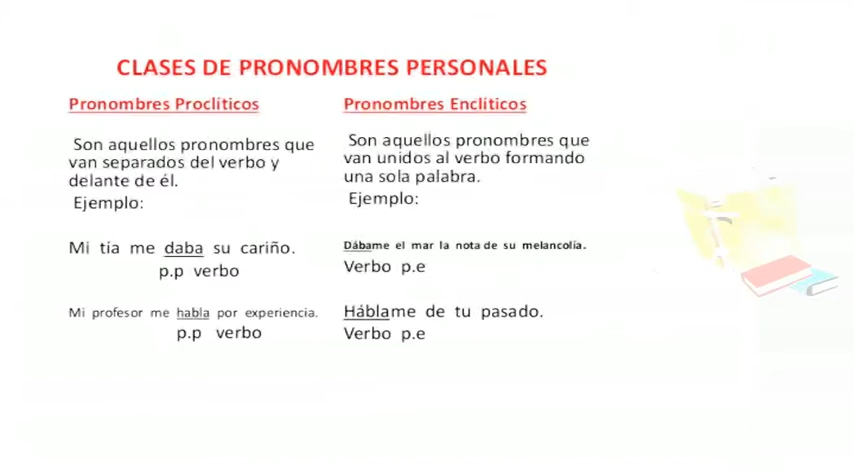 CLASES DE PRONOMBRES PERSONALES
Pronombres Proclíticos
Son aquellos pronombres que
van separados del verbo y
delante de él.
Ejemplo:
Mi tía me daba su cariño.
p.p verbo
Mi profesor me habla por experiencia.
p.p verbo
Pronombres Enclíticos
Son aquellos pronombres que
van unidos al verbo formando
una sola palabra.
Ejemplo:
Dábame el mar la nota de su melancolía.
Verbo p.e
Háblame de tu pasado.
Verbo p.e